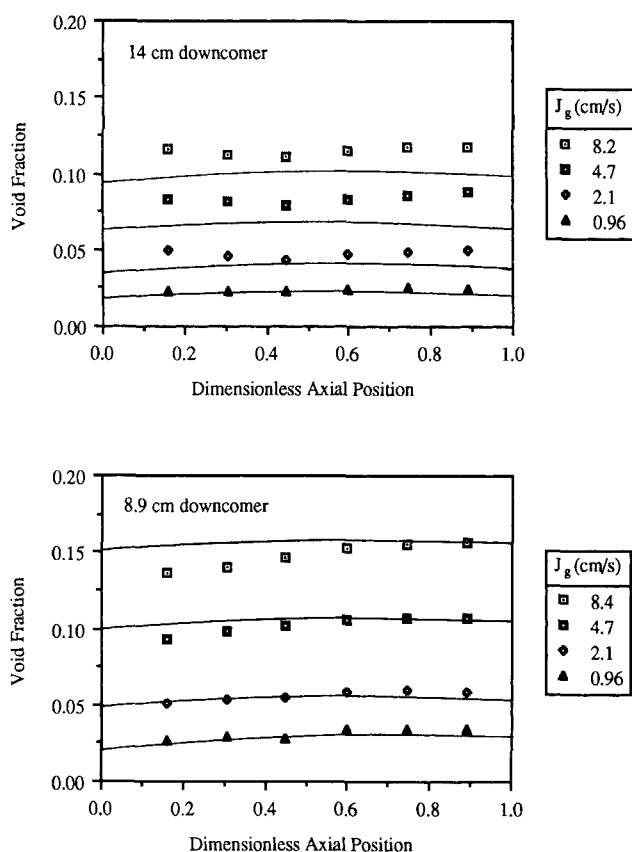 0.20
14 cm downcomer
0.15
0.10
0.05
0.00
Void Fraction
0.0 0.2 0.4 0.6 0.8 1.0
Dimensionless Axial Position
J g (cm/s)
8.2
4.7
2.1
0.96
0.20
8.9 cm downcomer
0.15
0.10
0.05
0.00
Void Fraction
0.0 0.2 0.4 0.6 0.8 1.0
Dimensionless Axial Position
J g (cm/s)
8.4
4.7
2.1
0.96